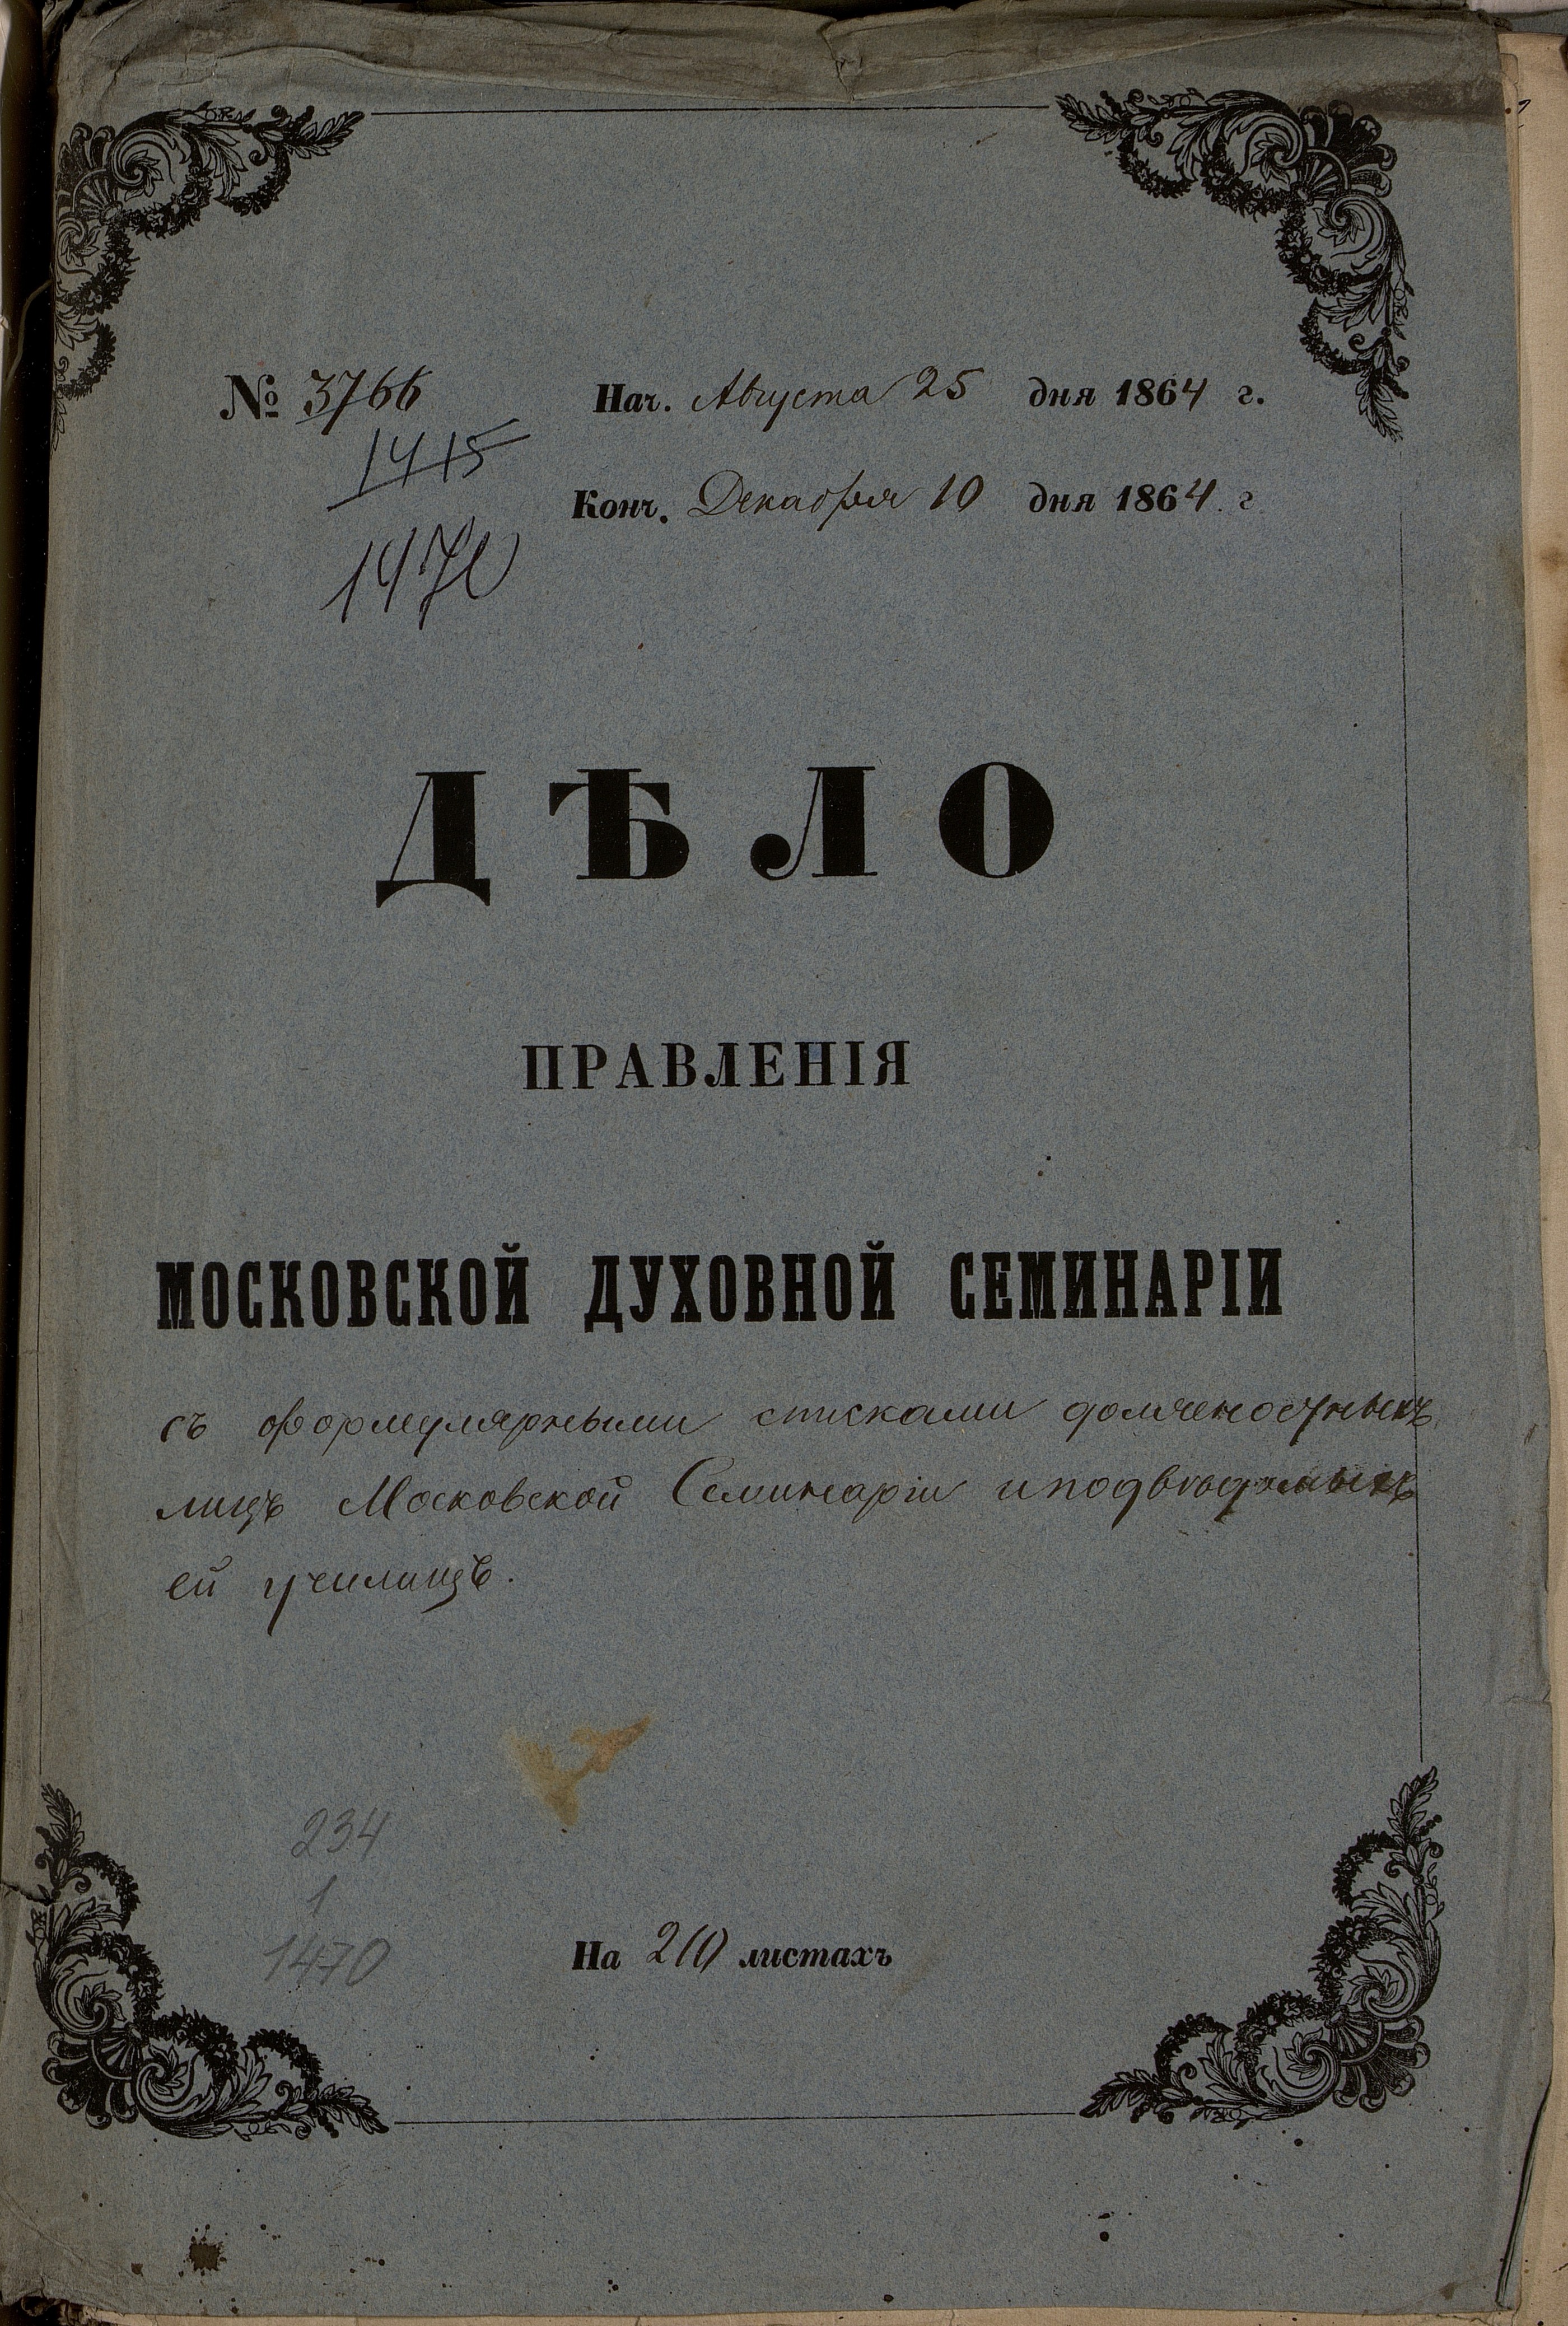 № 3766 Нач. Августа 25 дня 1864 г.
1415
Конч. Декабря 10 дня 1864. г
1470
ДѢЛО
ПРАВЛЕНІЯ
МОСКОВСКОЙ ДУХОВНОЙ СЕМИНАРІИ
съ формулярными списками должностныхъ
лицъ Московской Семинаріи и подвѣдомыхъ
ей училищъ.
234
1
1470
На 210 листахъ